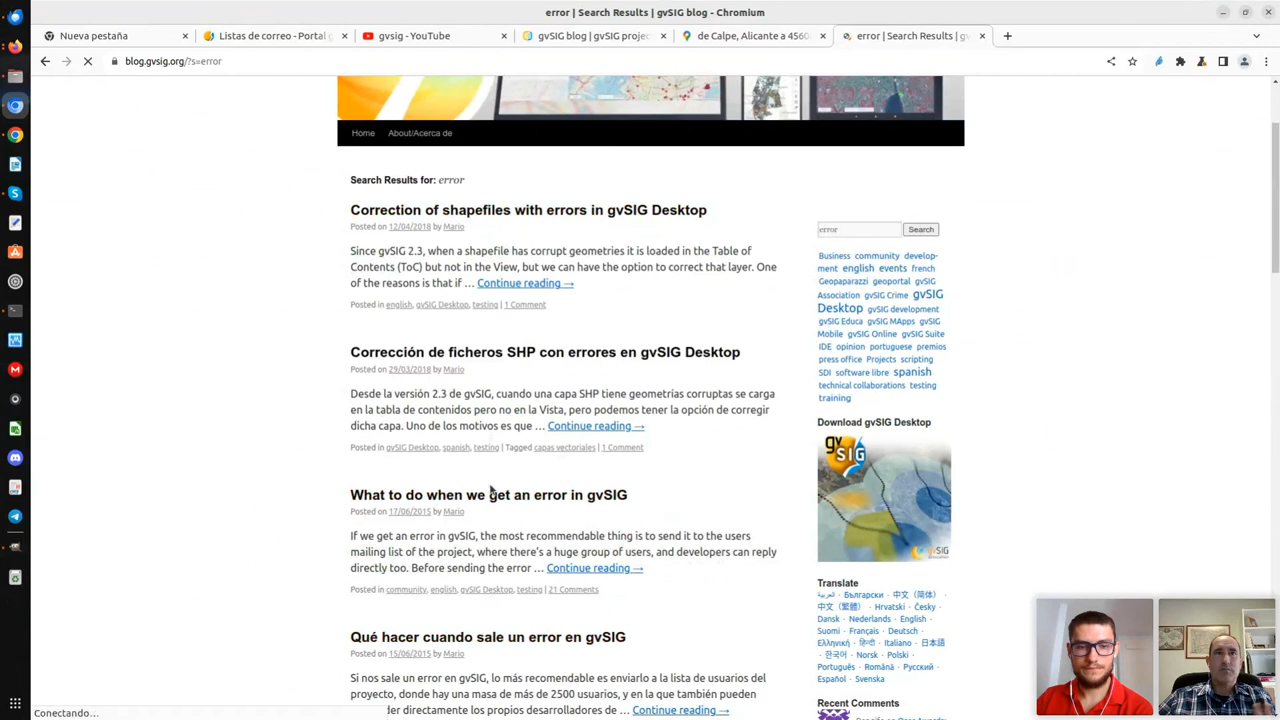 error | Search Results | gvSIG blog - Chromium
Nueva pestaña
Listas de correo - Portal g
gvsig - YouTube
gvSIG blog | gvSIG projec
de Calpe, Alicante a 4560
error | Search Results | gv
blog.gvsig.org/?s=error
Home About/Acerca de
Search Results for: error
Correction of shapefiles with errors in gvSIG Desktop
Posted on 12/04/2018 by Mario
Since gvSIG 2.3, when a shapefile has corrupt geometries it is loaded in the Table of
Contents (ToC) but not in the View, but we can have the option to correct that layer. One
of the reasons is that if … Continue reading →
Posted in english, gvSIG Desktop, testing | 1 Comment
Corrección de ficheros SHP con errores en gvSIG Desktop
Posted on 29/03/2018 by Mario
Desde la versión 2.3 de gvSIG, cuando una capa SHP tiene geometrías corruptas se carga
en la tabla de contenidos pero no en la Vista, pero podemos tener la opción de corregir
dicha capa. Uno de los motivos es que … Continue reading →
Posted in gvSIG Desktop, spanish, testing | Tagged capas vectoriales | 1 Comment
What to do when we get an error in gvSIG
Posted on 17/06/2015 by Mario
If we get an error in gvSIG, the most recommendable thing is to send it to the users
mailing list of the project, where there's a huge group of users, and developers can reply
directly too. Before sending the error … Continue reading →
Posted in community, english, gvSIG Desktop, testing | 21 Comments
Qué hacer cuando sale un error en gvSIG
Posted on 15/06/2015 by Mario
Si nos sale un error en gvSIG, lo más recomendable es enviarlo a la lista de usuarios del
proyecto, donde hay una masa de más de 2500 usuarios, y en la que también pueden
der directamente los propios desarrolladores de … Continue reading →
error Search
Business community develop-
ment english events french
Geopaparazzi geoportal gvSIG
Association gvSIG Crime gvSIG
Desktop gvSIG development
gvSIG Educa gvSIG MApps gvSIG
Mobile gvSIG Online gvSIG Suite
IDE opinion portuguese premios
press office Projects scripting
SDI software libre spanish
technical collaborations testing
training
Download gvSIG Desktop
gv
SIG
gvSIG
association
Translate
العربية · Български · 中文（简体） ·
中文（繁體） · Hrvatski · Česky ·
Dansk · Nederlands · English ·
Suomi · Français · Deutsch ·
Ελληνική · हिन्दी · Italiano · 日本語
· 한국어 · Norsk · Polski ·
Português · Română · Русский ·
Español · Svenska
Recent Comments
Conectando…